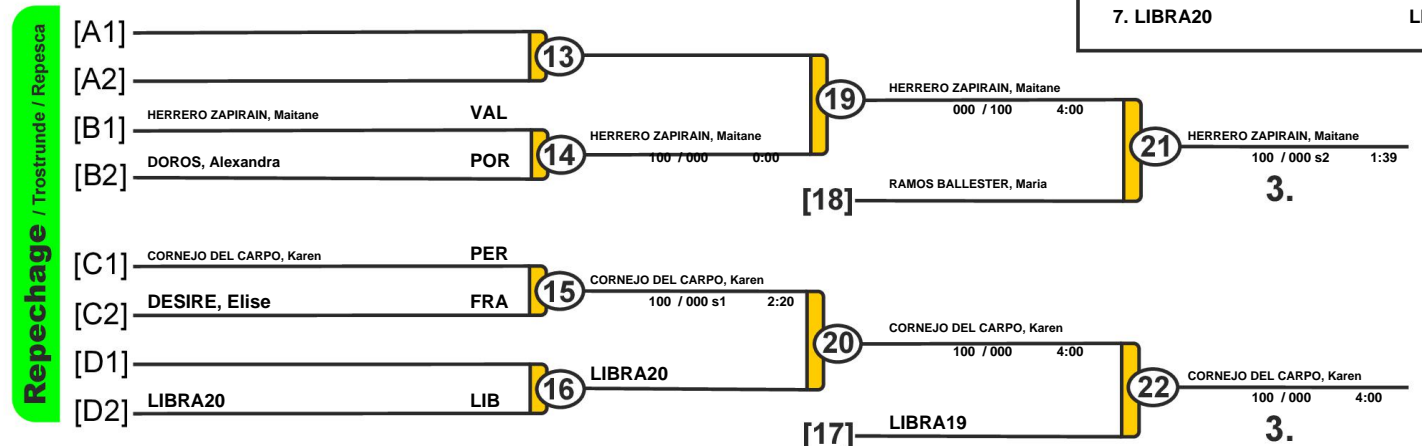 Repechage / Trostrunde / Repesca
7. LIBRA20
[A1]
13
[A2]
19
HERRERO ZAPIRAIN, Maitane
000 / 100 4:00
[B1] HERRERO ZAPIRAIN, Maitane VAL
14
HERRERO ZAPIRAIN, Maitane
100 / 000 0:00
21
HERRERO ZAPIRAIN, Maitane
100 / 000 s2 1:39
3.
[B2] DOROS, Alexandra POR
[18] RAMOS BALLESTER, Maria
[C1] CORNEJO DEL CARPO, Karen PER
15
CORNEJO DEL CARPO, Karen
100 / 000 s1 2:20
[C2] DESIRE, Elise FRA
20
CORNEJO DEL CARPO, Karen
100 / 000 4:00
[D1]
16
LIBRA20
22
CORNEJO DEL CARPO, Karen
100 / 000 4:00
3.
[D2] LIBRA20 LIB
[17] LIBRA19